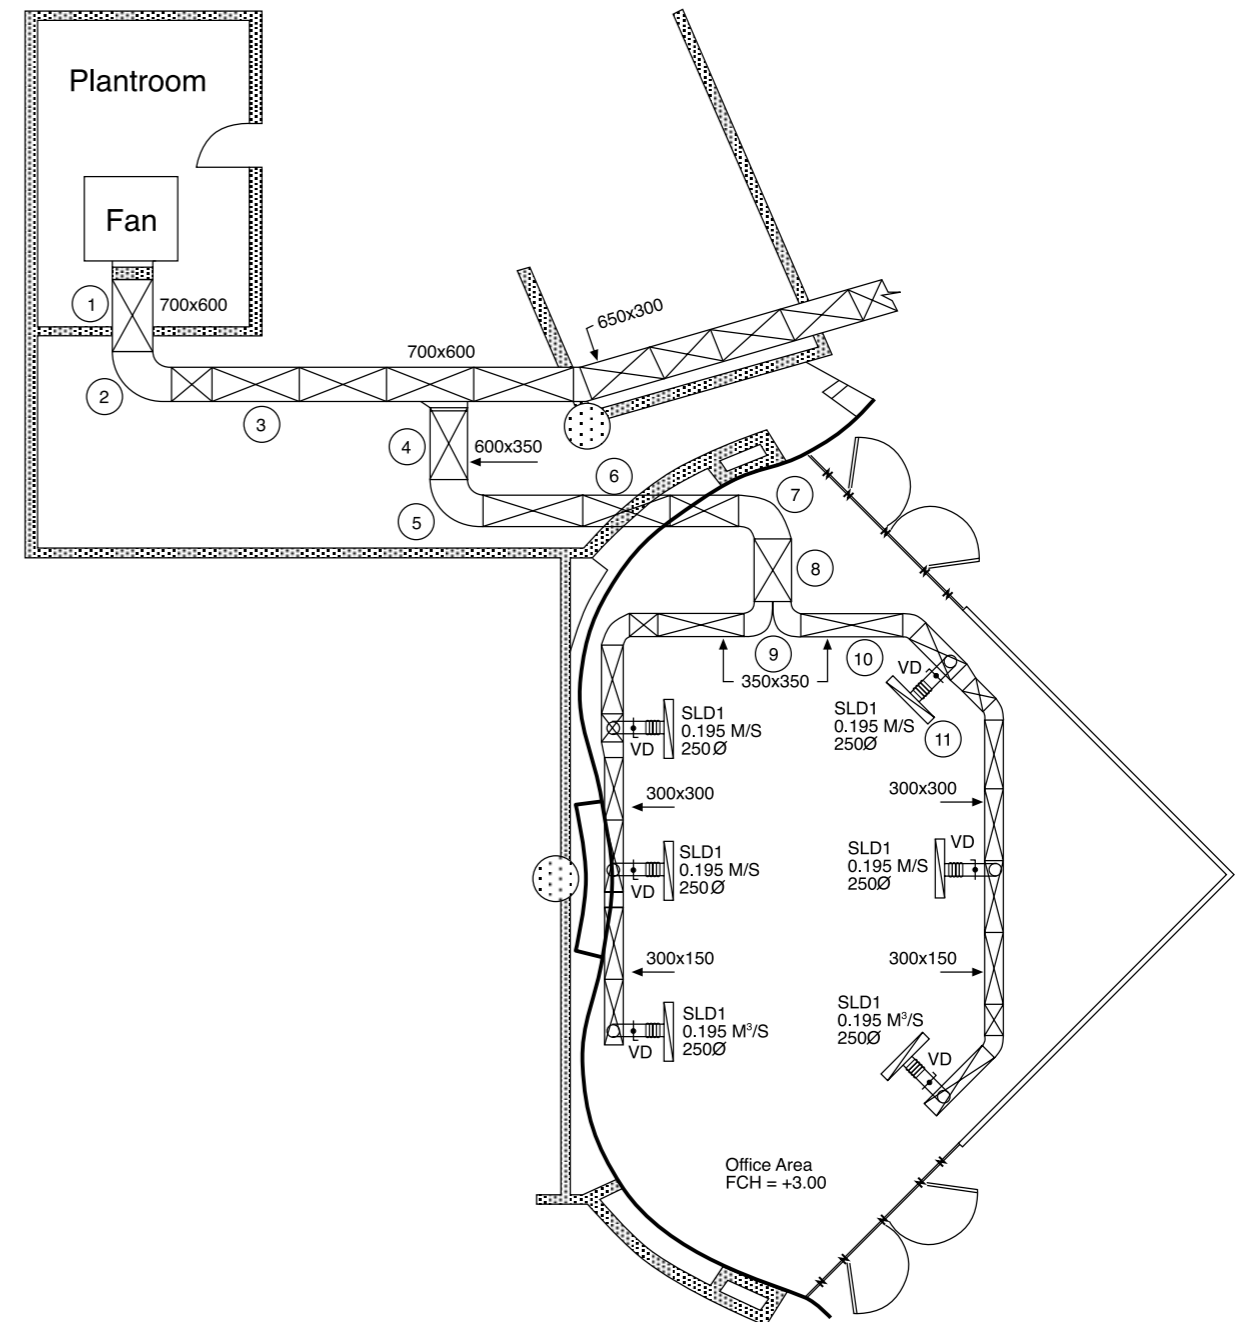 Plantroom
Fan
1
700x600
2
3
700x600
650x300
4
600x350
5
6
7
8
9
350x350
10
VD
SLD1
0.195 M/S
250Ø
11
SLD1
0.195 M/S
250Ø
VD
300x300
300x300
SLD1
0.195 M/S
250Ø
VD
SLD1
0.195 M/S
250Ø
VD
300x150
300x150
SLD1
0.195 M³/S
250Ø
VD
SLD1
0.195 M³/S
250Ø
VD
Office Area
FCH = +3.00